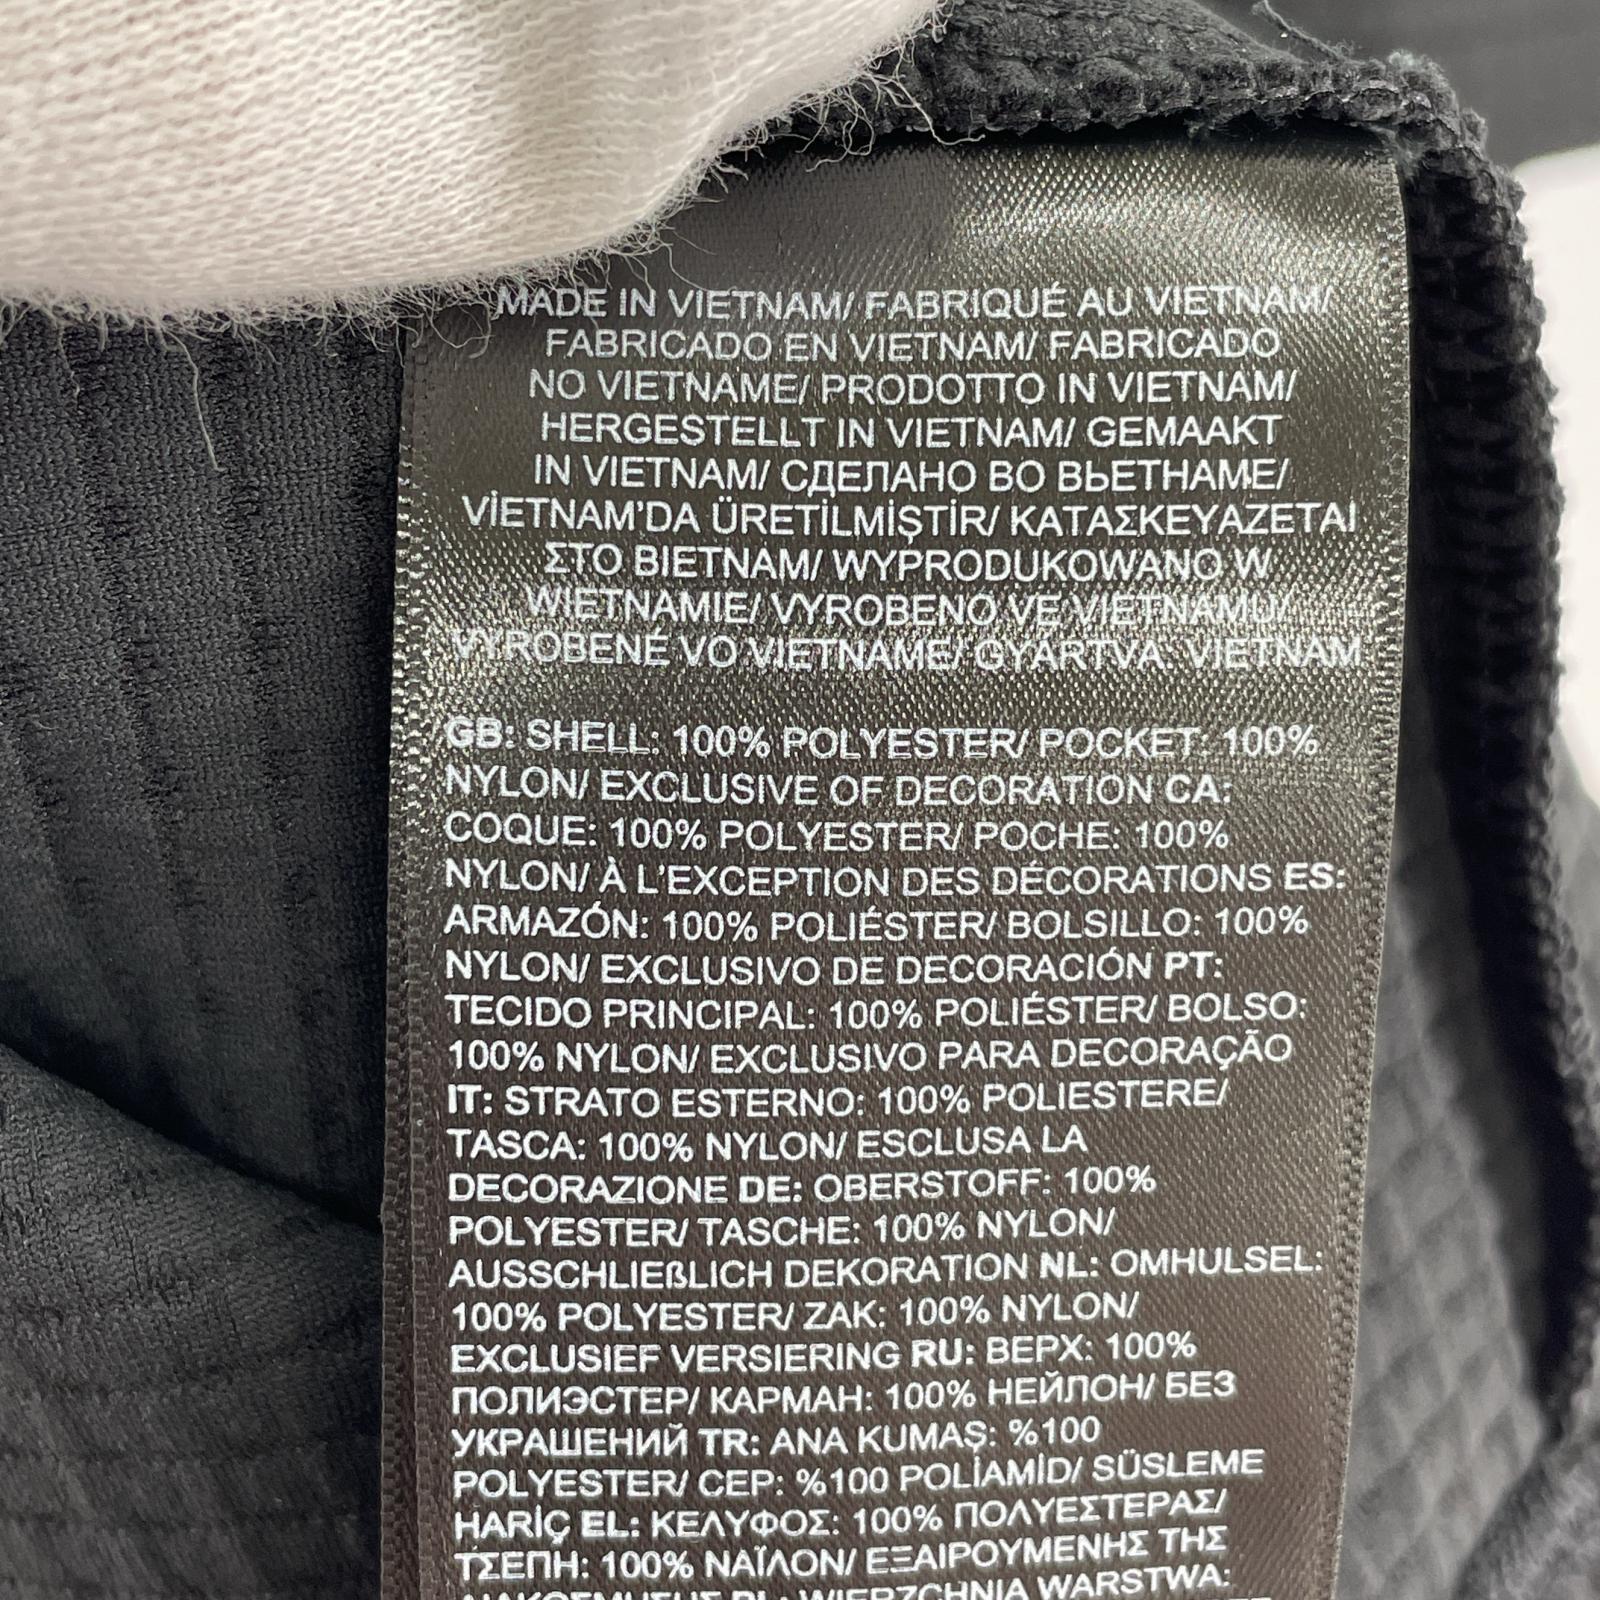 MADE IN VIETNAM/ FABRIQUÉ AU VIETNAM/
FABRICADO EN VIETNAM/ FABRICADO
NO VIETNAME/ PRODOTTO IN VIETNAM/
HERGESTELLT IN VIETNAM/ GEMAAKT
IN VIETNAM/ СДЕЛАНО ВО ВЬЕТНАМЕ/
VİETNAM'DA ÜRETİLMİŞTİR/ ΚΑΤΑΣΚΕΥΑΖΕΤΑΙ
ΣΤΟ ΒΙΕΤΝΑΜ/ WYPRODUKOWANO W
WIETNAMIE/ VYROBENO VE VIETNAMU/
VYROBENÉ VO VIETNAME/ GYÁRTVA: VIETNAM
GB: SHELL: 100% POLYESTER/ POCKET: 100%
NYLON/ EXCLUSIVE OF DECORATION CA:
COQUE: 100% POLYESTER/ POCHE: 100%
NYLON/ À L'EXCEPTION DES DÉCORATIONS ES:
ARMAZÓN: 100% POLIÉSTER/ BOLSILLO: 100%
NYLON/ EXCLUSIVO DE DECORACIÓN PT:
TECIDO PRINCIPAL: 100% POLIÉSTER/ BOLSO:
100% NYLON/ EXCLUSIVO PARA DECORAÇÃO
IT: STRATO ESTERNO: 100% POLIESTERE/
TASCA: 100% NYLON/ ESCLUSA LA
DECORAZIONE DE: OBERSTOFF: 100%
POLYESTER/ TASCHE: 100% NYLON/
AUSSCHLIEßLICH DEKORATION NL: OMHULSEL:
100% POLYESTER/ ZAK: 100% NYLON/
EXCLUSIEF VERSIERING RU: ВЕРХ: 100%
ПОЛИЭСТЕР/ КАРМАН: 100% НЕЙЛОН/ БЕЗ
УКРАШЕНИЙ TR: ANA KUMAŞ: %100
POLYESTER/ CEP: %100 POLİAMİD/ SÜSLEME
HARİÇ EL: ΚΕΛΥΦΟΣ: 100% ΠΟΛΥΕΣΤΕΡΑΣ/
ΤΣΕΠΗ: 100% ΝΑΪΛΟΝ/ ΕΞΑΙΡΟΥΜΕΝΗΣ ΤΗΣ
PL: WIERZCHNIA WARSTWA: